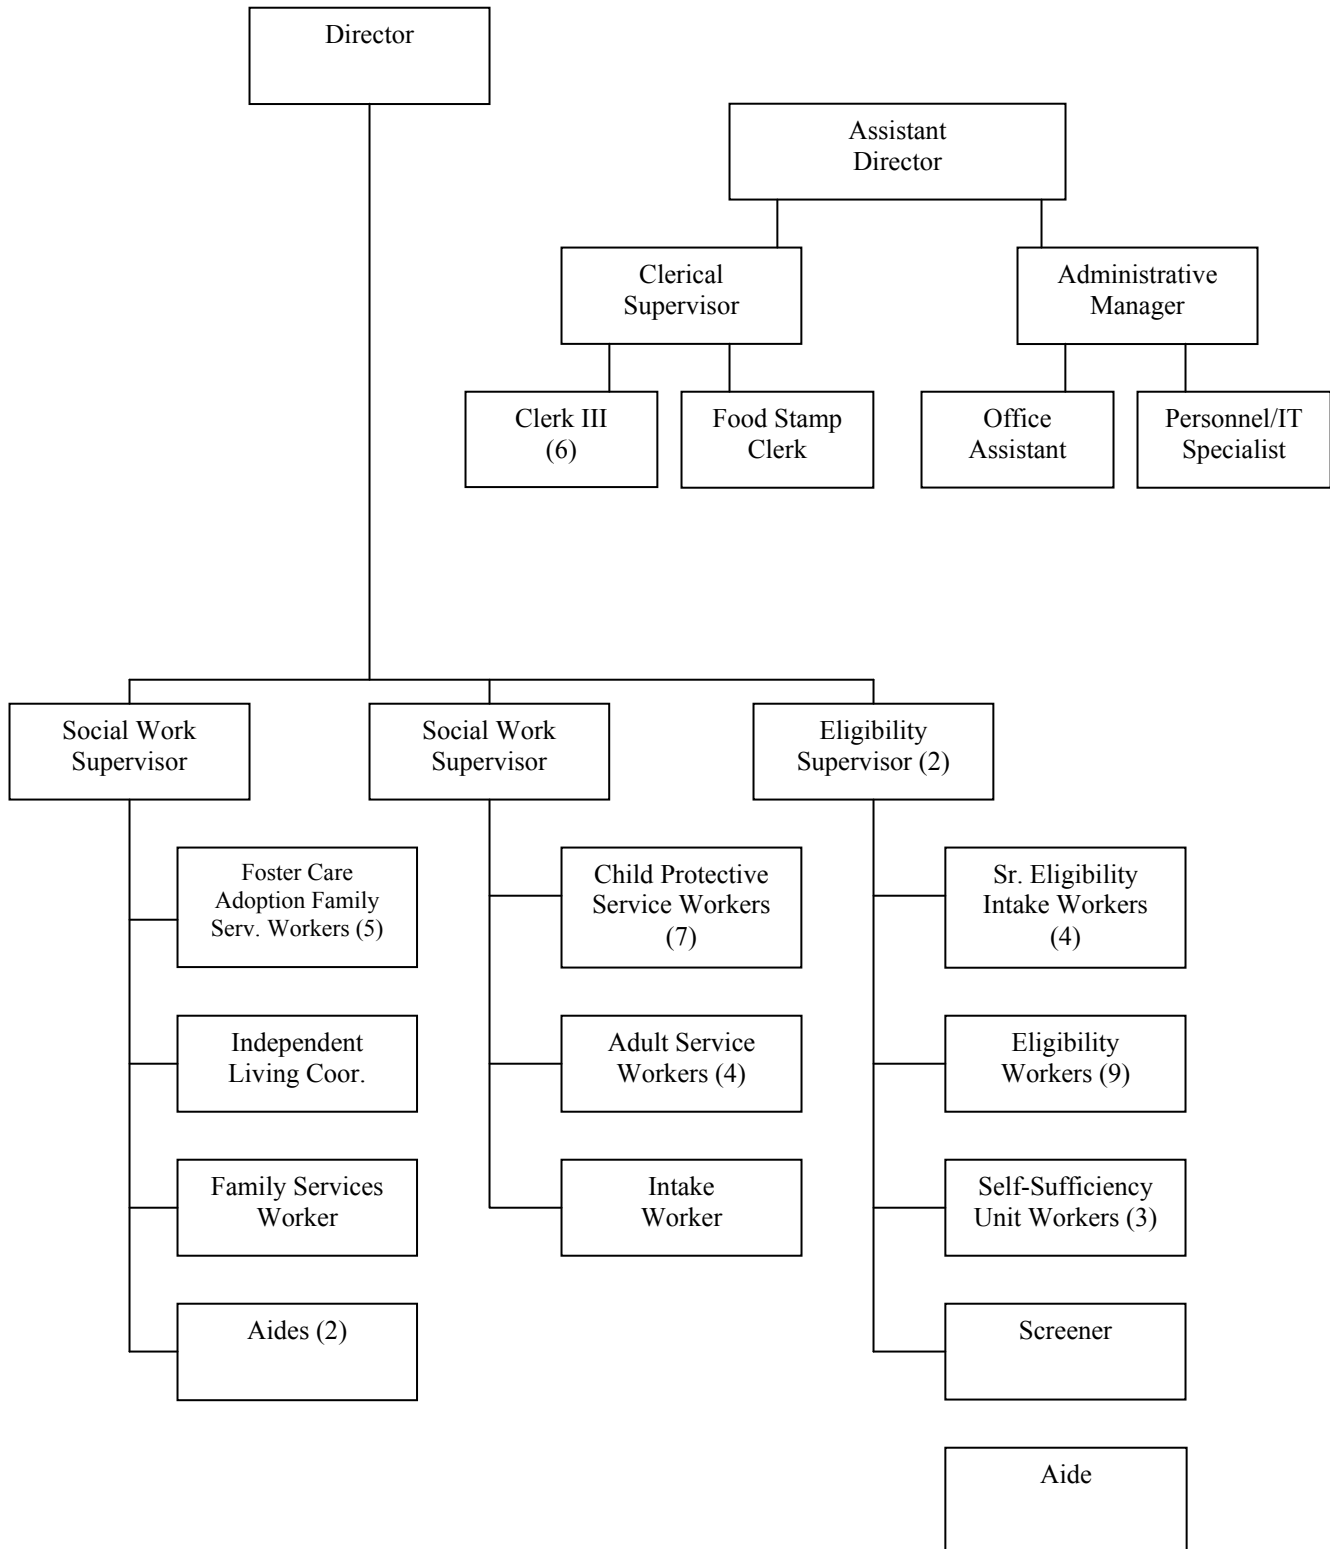 Director
Assistant
Director
Clerical
Supervisor
Administrative
Manager
Clerk III
(6)
Food Stamp
Clerk
Office
Assistant
Personnel/IT
Specialist
Social Work
Supervisor
Social Work
Supervisor
Eligibility
Supervisor (2)
Foster Care
Adoption Family
Serv. Workers (5)
Child Protective
Service Workers
(7)
Sr. Eligibility
Intake Workers
(4)
Independent
Living Coor.
Adult Service
Workers (4)
Eligibility
Workers (9)
Family Services
Worker
Intake
Worker
Self-Sufficiency
Unit Workers (3)
Aides (2)
Screener
Aide